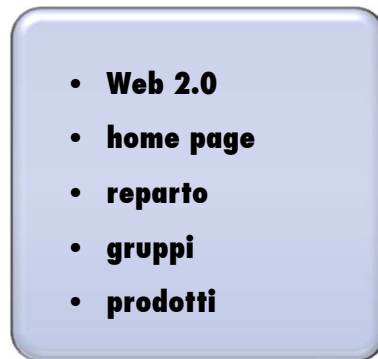 • Web 2.0
• home page
• reparto
• gruppi
• prodotti